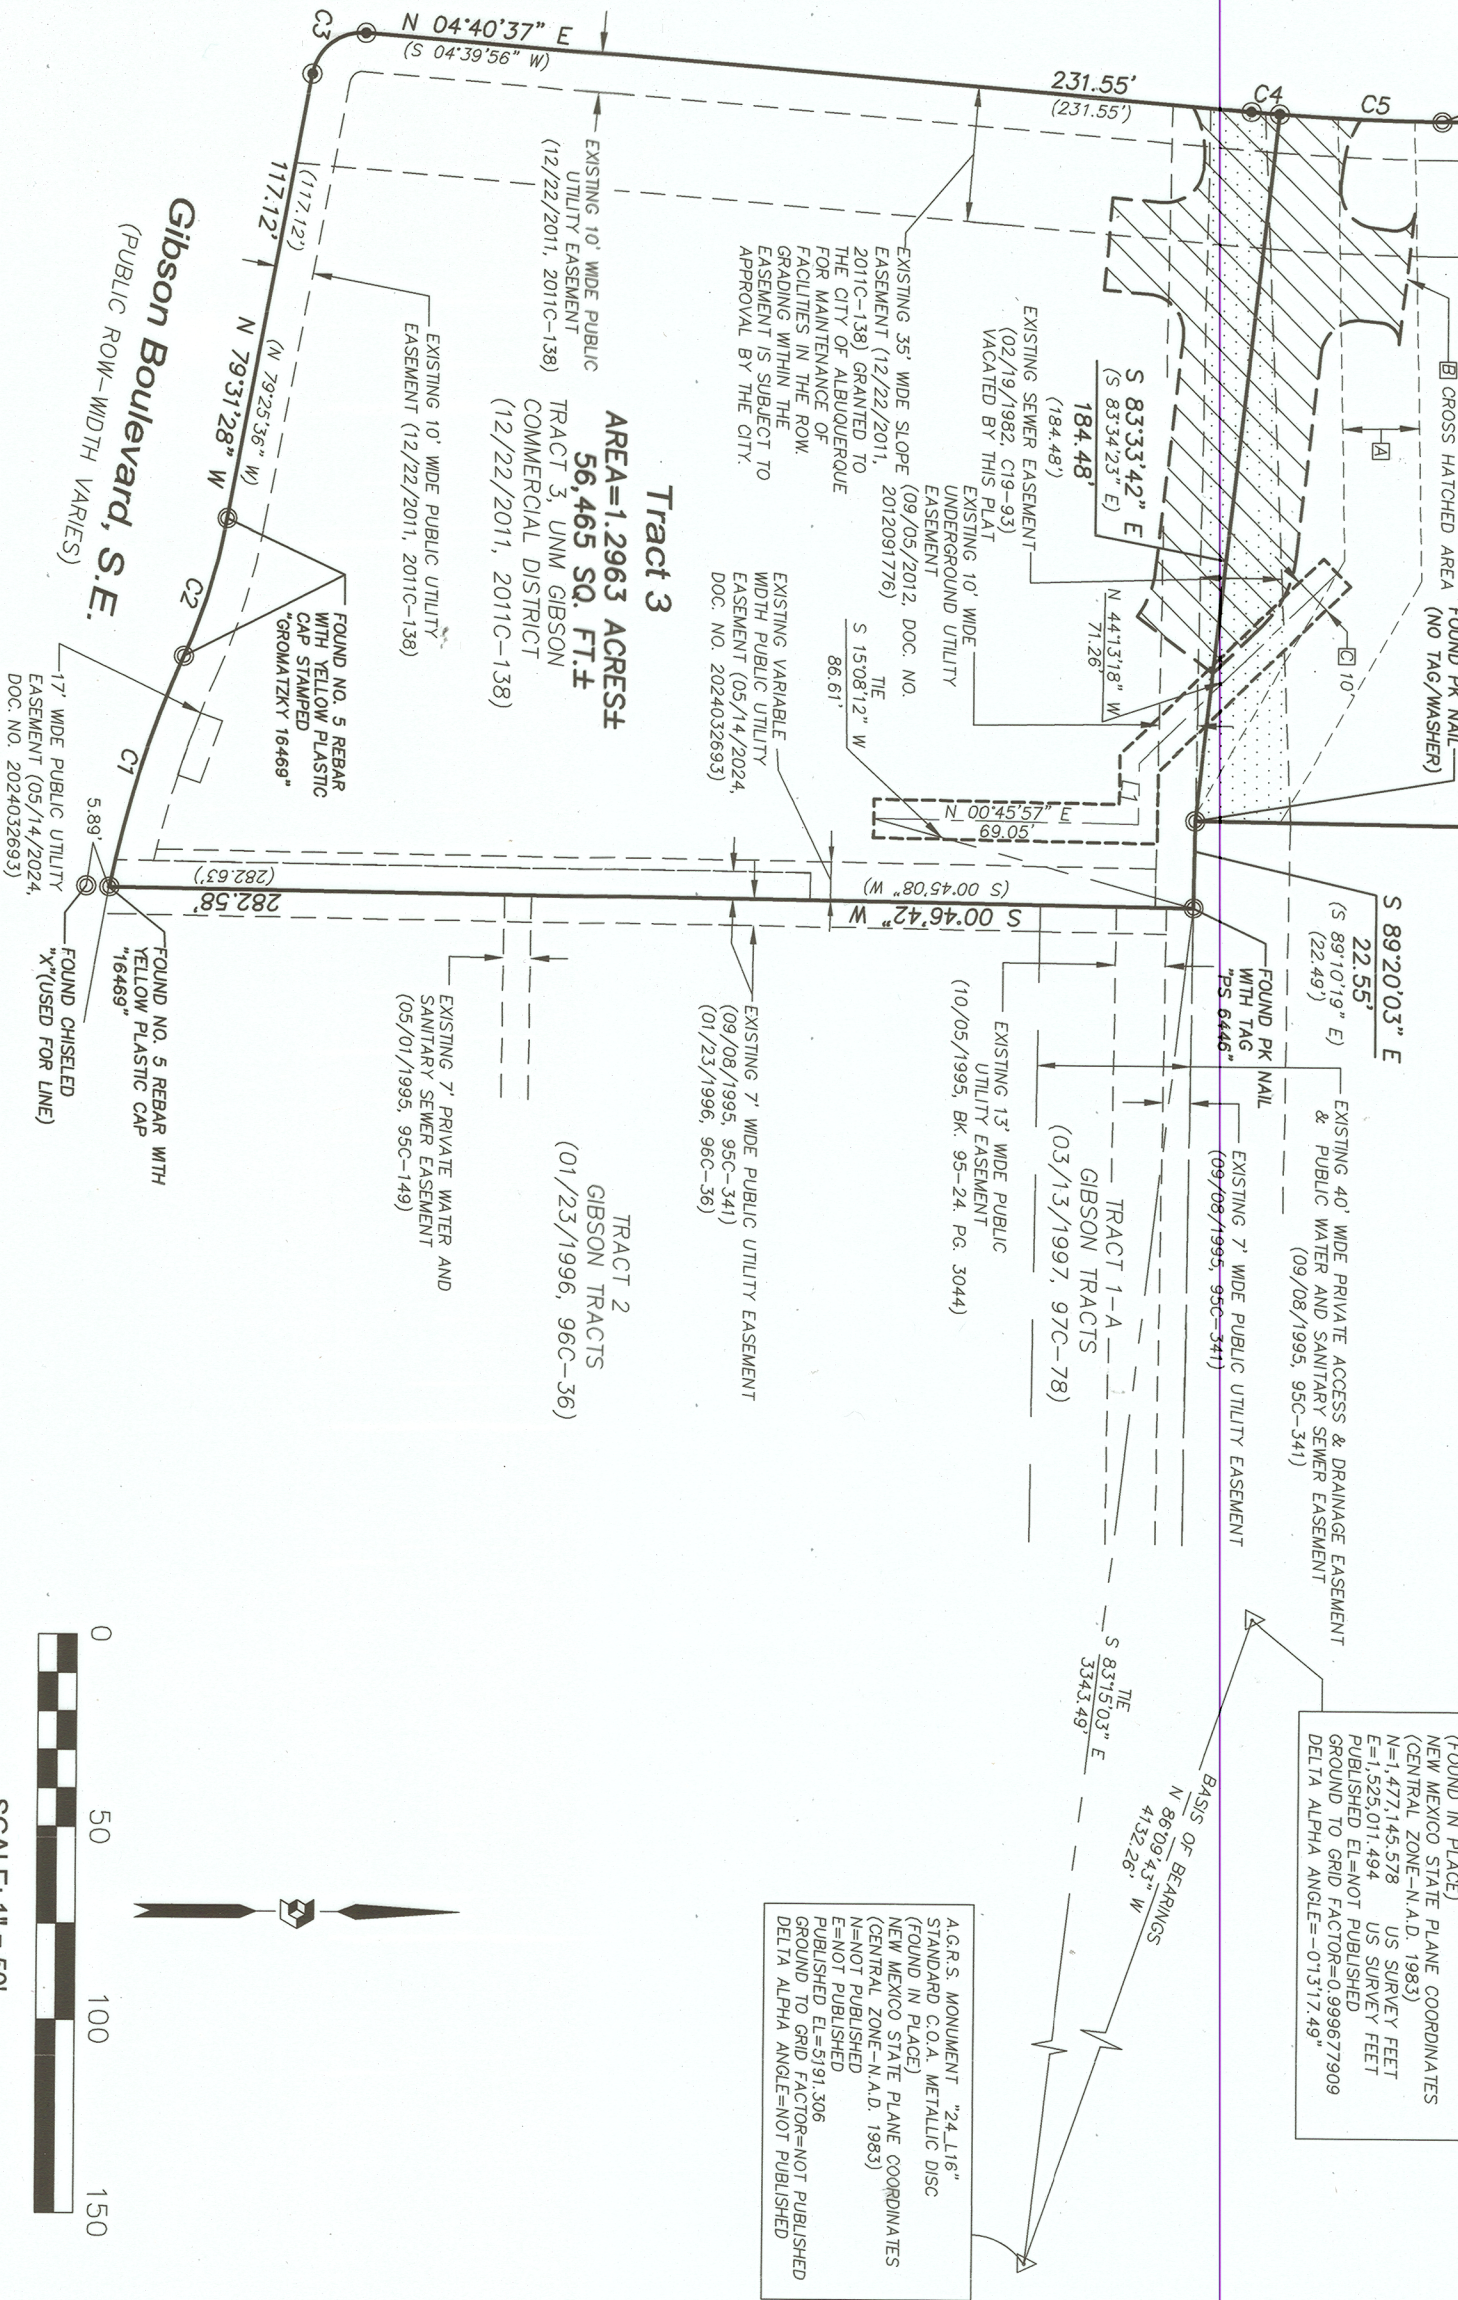 N 04°40'37" E
(S 04°39'56" W)
231.55'
(231.55')
C3
C4
C5
B CROSS HATCHED AREA
FOUND PK NAIL
(NO TAG/WASHER)
A
C 10'
S 83°33'42" E
(S 83°34'23" E)
184.48'
(184.48')
N 44°13'18" W
71.26'
EXISTING SEWER EASEMENT
(02/19/1982, C19-93)
VACATED BY THIS PLAT
EXISTING 10' WIDE
UNDERGROUND UTILITY
EASEMENT
(09/05/2012, DOC. NO.
2012091776)
EXISTING 35' WIDE SLOPE
EASEMENT (12/22/2011,
2011C-138) GRANTED TO
THE CITY OF ALBUQUERQUE
FOR MAINTENANCE OF
FACILITIES IN THE ROW.
GRADING WITHIN THE
EASEMENT IS SUBJECT TO
APPROVAL BY THE CITY.
TIE
S 15°08'12" W
86.61'
N 00°45'57" E
69.05'
1
EXISTING VARIABLE
WIDTH PUBLIC UTILITY
EASEMENT (05/14/2024,
DOC. NO. 2024032693)
EXISTING 10' WIDE PUBLIC
UTILITY EASEMENT
(12/22/2011, 2011C-138)
Tract 3
AREA=1.2963 ACRES±
56,465 SQ. FT.±
TRACT 3, UNM GIBSON
COMMERCIAL DISTRICT
(12/22/2011, 2011C-138)
EXISTING 10' WIDE PUBLIC UTILITY
EASEMENT (12/22/2011, 2011C-138)
(117.12')
117.12'
(N 79°25'36" W)
N 79°31'28" W
Gibson Boulevard, S.E.
(PUBLIC ROW-WIDTH VARIES)
FOUND NO. 5 REBAR
WITH YELLOW PLASTIC
CAP STAMPED
"GROMATZKY 16469"
C2
C1
17' WIDE PUBLIC UTILITY
EASEMENT (05/14/2024,
DOC. NO. 2024032693)
5.89'
(S 00°45'08" W)
S 00°46'42" W
(282.63')
282.58'
S 89°20'03" E
22.55'
(S 89°10'19" E)
(22.49')
FOUND PK NAIL
WITH TAG
"PS 6446"
EXISTING 40' WIDE PRIVATE ACCESS & DRAINAGE EASEMENT
& PUBLIC WATER AND SANITARY SEWER EASEMENT
(09/08/1995, 95C-341)
EXISTING 7' WIDE PUBLIC UTILITY EASEMENT
(09/08/1995, 95C-341)
TRACT 1-A
GIBSON TRACTS
(03/13/1997, 97C-78)
EXISTING 13' WIDE PUBLIC
UTILITY EASEMENT
(10/05/1995, BK. 95-24. PG. 3044)
EXISTING 7' WIDE PUBLIC UTILITY EASEMENT
(09/08/1995, 95C-341)
(01/23/1996, 96C-36)
TRACT 2
GIBSON TRACTS
(01/23/1996, 96C-36)
EXISTING 7' PRIVATE WATER AND
SANITARY SEWER EASEMENT
(05/01/1995, 95C-149)
FOUND NO. 5 REBAR WITH
YELLOW PLASTIC CAP
"16469"
FOUND CHISELED
"X"(USED FOR LINE)
TIE
S 83°15'03" E
3343.49'
BASIS OF BEARINGS
N 86°09'43" W
4132.26'
(FOUND IN PLACE)
NEW MEXICO STATE PLANE COORDINATES
(CENTRAL ZONE-N.A.D. 1983)
N=1,477,145.578 US SURVEY FEET
E=1,525,011.494 US SURVEY FEET
PUBLISHED EL=NOT PUBLISHED
GROUND TO GRID FACTOR=0.999677909
DELTA ALPHA ANGLE=-0°13'17.49"
A.G.R.S. MONUMENT "24_L16"
STANDARD C.O.A. METALLIC DISC
(FOUND IN PLACE)
NEW MEXICO STATE PLANE COORDINATES
(CENTRAL ZONE-N.A.D. 1983)
N=NOT PUBLISHED
E=NOT PUBLISHED
PUBLISHED EL=5191.306
GROUND TO GRID FACTOR=NOT PUBLISHED
DELTA ALPHA ANGLE=NOT PUBLISHED
0 50 100 150
SCALE: 1" = 50'